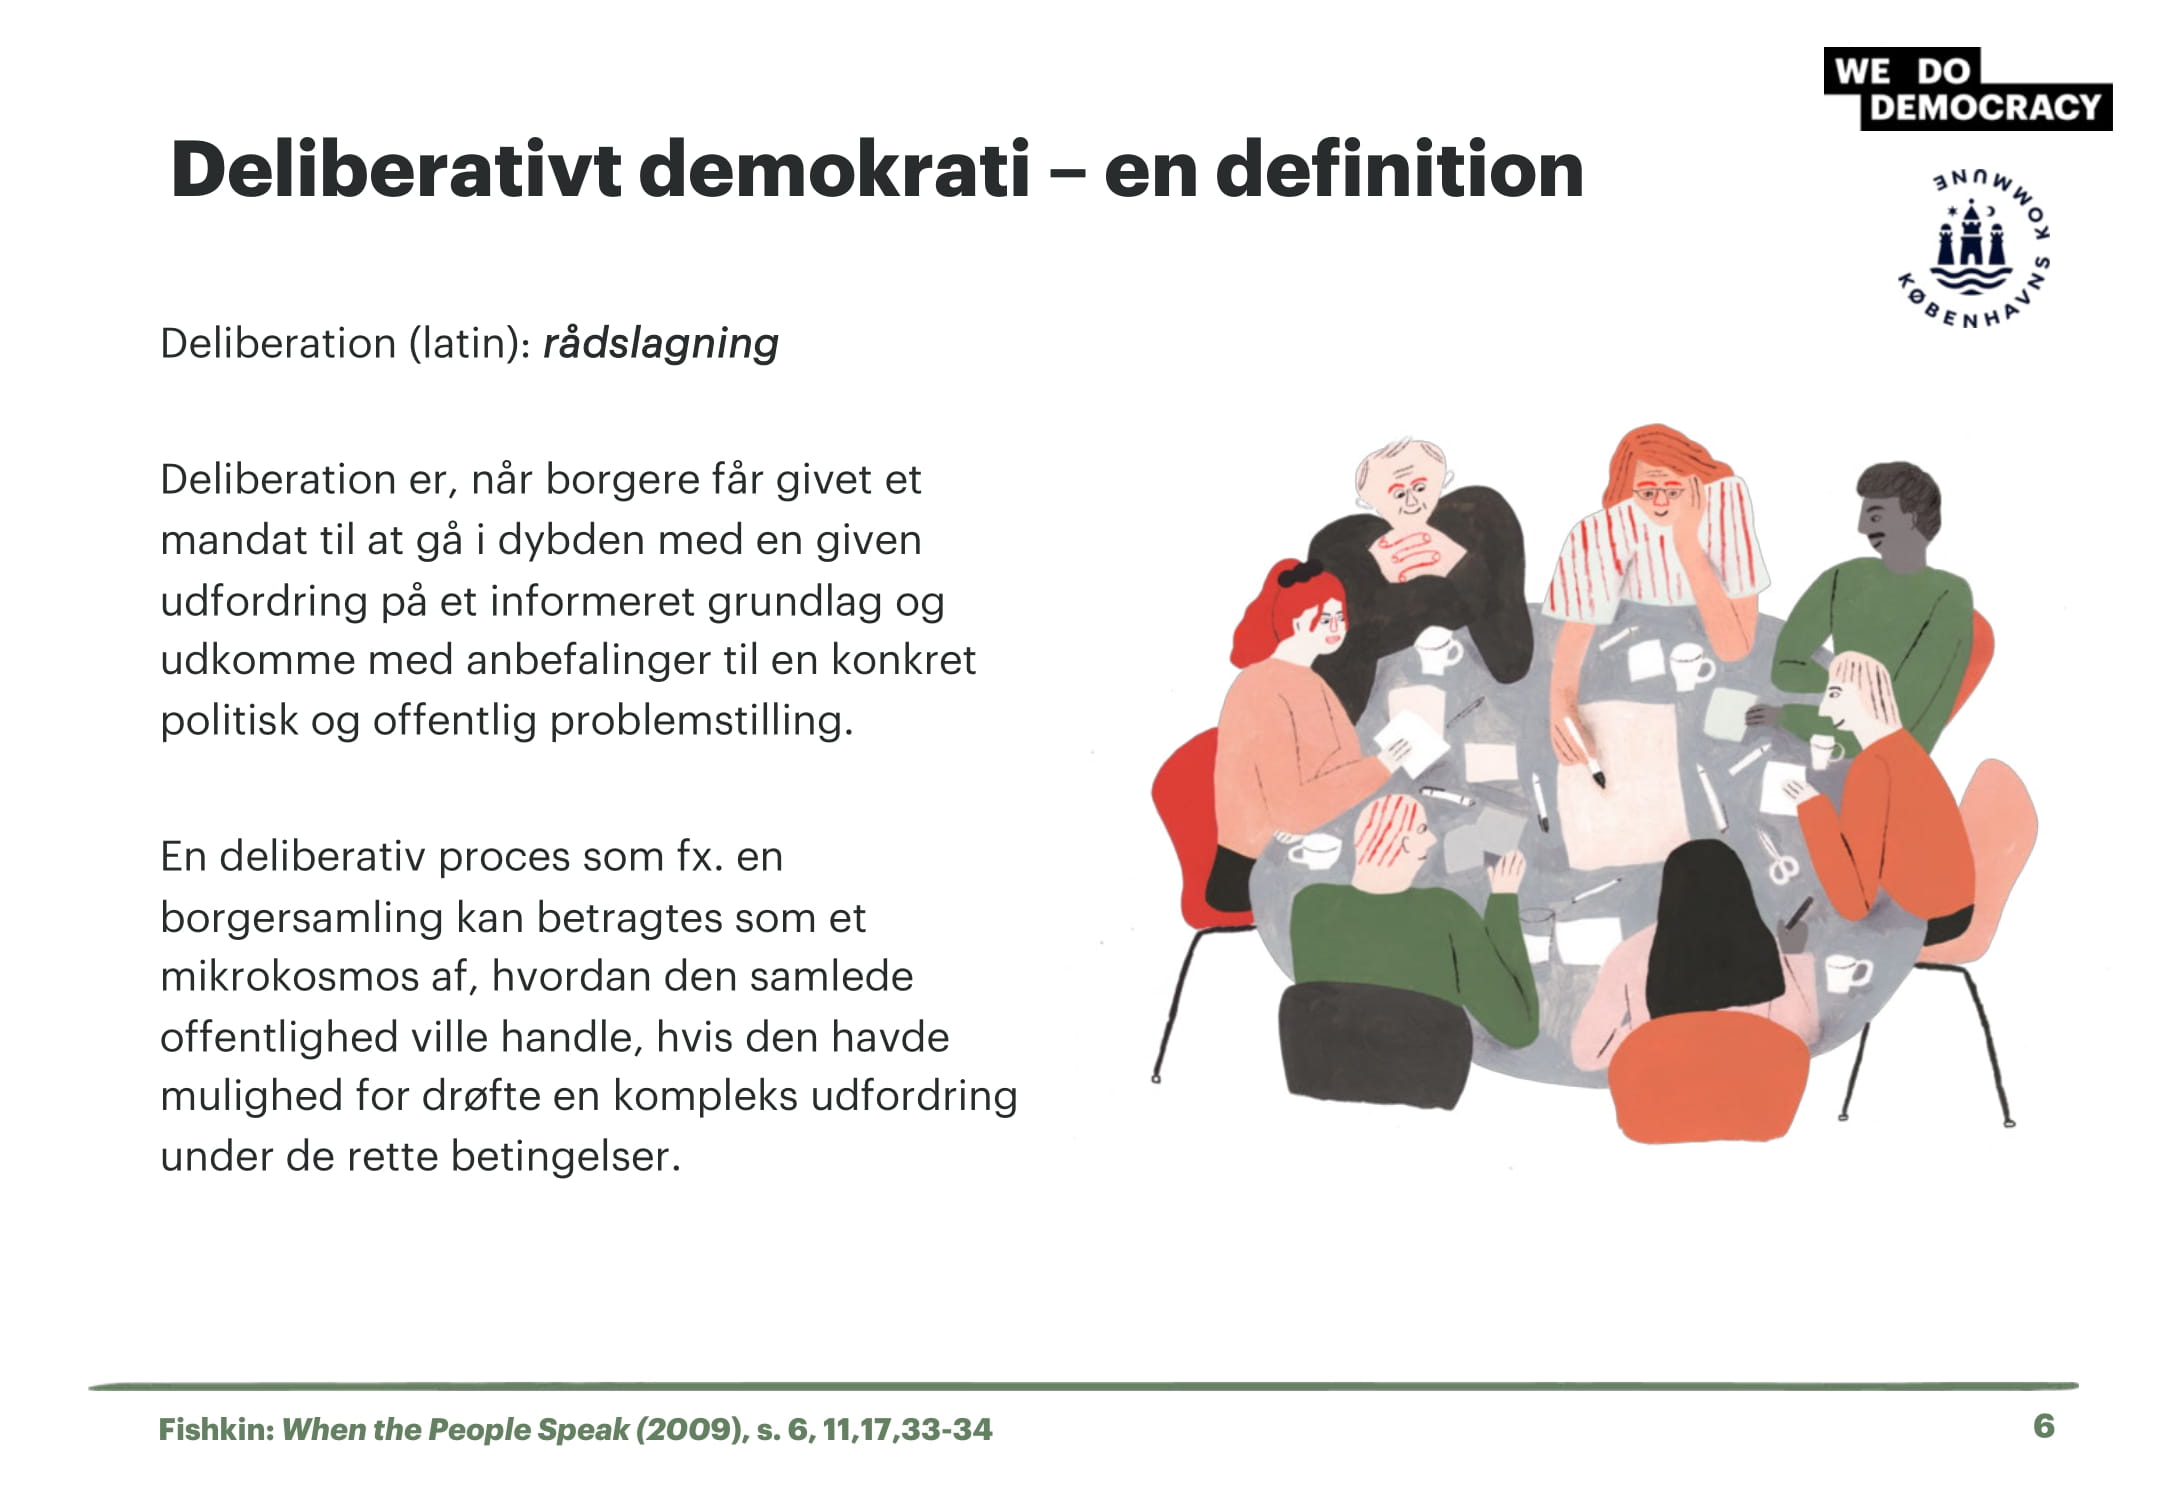 WE DO
DEMOCRACY
Deliberativt demokrati – en definition
KØBENHAVNS KOMMUNE
Deliberation (latin): rådslagning
Deliberation er, når borgere får givet et
mandat til at gå i dybden med en given
udfordring på et informeret grundlag og
udkomme med anbefalinger til en konkret
politisk og offentlig problemstilling.
En deliberativ proces som fx. en
borgersamling kan betragtes som et
mikrokosmos af, hvordan den samlede
offentlighed ville handle, hvis den havde
mulighed for drøfte en kompleks udfordring
under de rette betingelser.
Fishkin: When the People Speak (2009), s. 6, 11,17,33-34
6